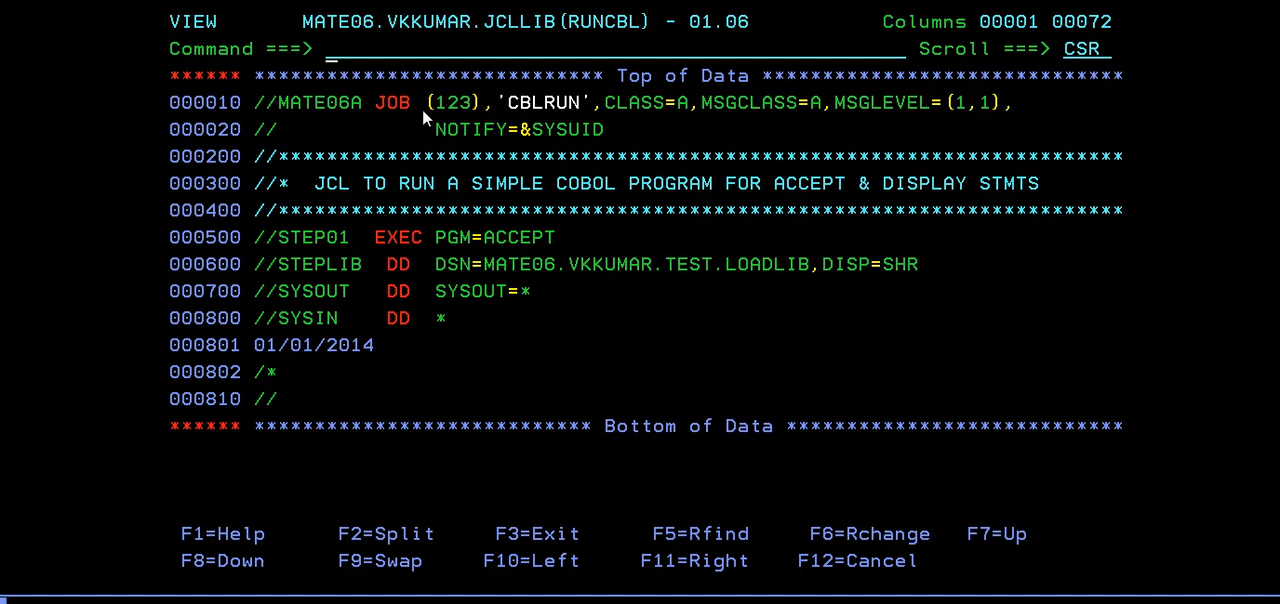 VIEW MATE06.VKKUMAR.JCLLIB(RUNCBL) - 01.06 Columns 00001 00072
Command ===> Scroll ===> CSR
****** ***************************** Top of Data ******************************
000010 //MATE06A JOB (123),'CBLRUN',CLASS=A,MSGCLASS=A,MSGLEVEL=(1,1),
000020 // NOTIFY=&SYSUID
000200 //**********************************************************************
000300 //* JCL TO RUN A SIMPLE COBOL PROGRAM FOR ACCEPT & DISPLAY STMTS
000400 //**********************************************************************
000500 //STEP01 EXEC PGM=ACCEPT
000600 //STEPLIB DD DSN=MATE06.VKKUMAR.TEST.LOADLIB,DISP=SHR
000700 //SYSOUT DD SYSOUT=*
000800 //SYSIN DD *
000801 01/01/2014
000802 /*
000810 //
****** **************************** Bottom of Data ****************************
F1=Help F2=Split F3=Exit F5=Rfind F6=Rchange F7=Up
F8=Down F9=Swap F10=Left F11=Right F12=Cancel